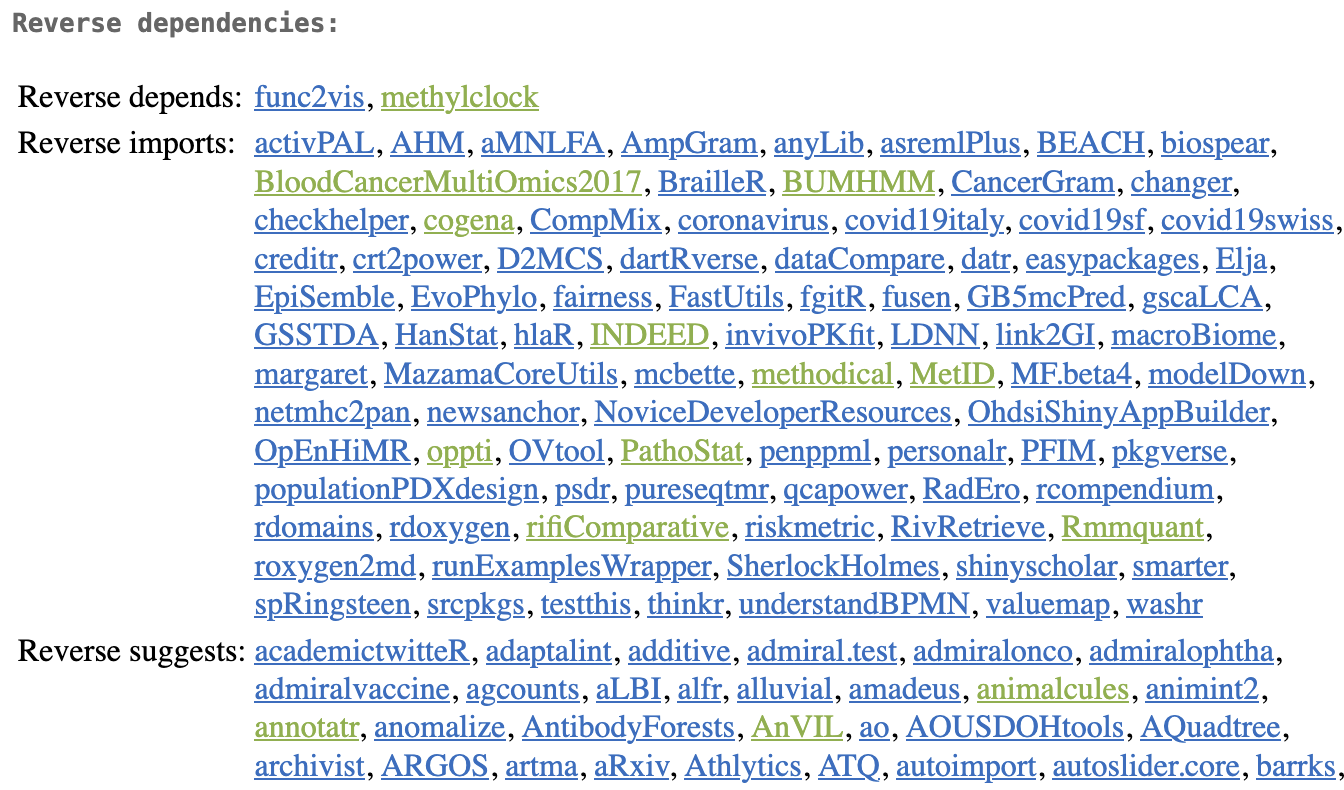 Reverse dependencies:
Reverse depends: func2vis, methylclock
Reverse imports: activPAL, AHM, aMNLFA, AmpGram, anyLib, asremlPlus, BEACH, biospear,
BloodCancerMultiOmics2017, BrailleR, BUMHMM, CancerGram, changer,
checkhelper, cogena, CompMix, coronavirus, covid19italy, covid19sf, covid19swiss,
creditr, crt2power, D2MCS, dartRverse, dataCompare, datr, easypackages, Elja,
EpiSemble, EvoPhylo, fairness, FastUtils, fgitR, fusen, GB5mcPred, gscaLCA,
GSSTDA, HanStat, hlaR, INDEED, invivoPKfit, LDNN, link2GI, macroBiome,
margaret, MazamaCoreUtils, mcbette, methodical, MetID, MF.beta4, modelDown,
netmhc2pan, newsanchor, NoviceDeveloperResources, OhdsiShinyAppBuilder,
OpEnHiMR, oppti, OVtool, PathoStat, penppml, personalr, PFIM, pkgverse,
populationPDXdesign, psdr, pureseqtmr, qcapower, RadEro, rcompendium,
rdomains, rdoxygen, rifiComparative, riskmetric, RivRetrieve, Rmmquant,
roxygen2md, runExamplesWrapper, SherlockHolmes, shinyscholar, smarter,
spRingsteen, srcpkgs, testthis, thinkr, understandBPMN, valuemap, washr
Reverse suggests: academictwitteR, adaptalint, additive, admiral.test, admiralonco, admiralophtha,
admiralvaccine, agcounts, aLBI, alfr, alluvial, amadeus, animalcules, animint2,
annotatr, anomalize, AntibodyForests, AnVIL, ao, AOUSDOHtools, AQuadtree,
archivist, ARGOS, artma, aRxiv, Athlytics, ATQ, autoimport, autoslider.core, barrks,